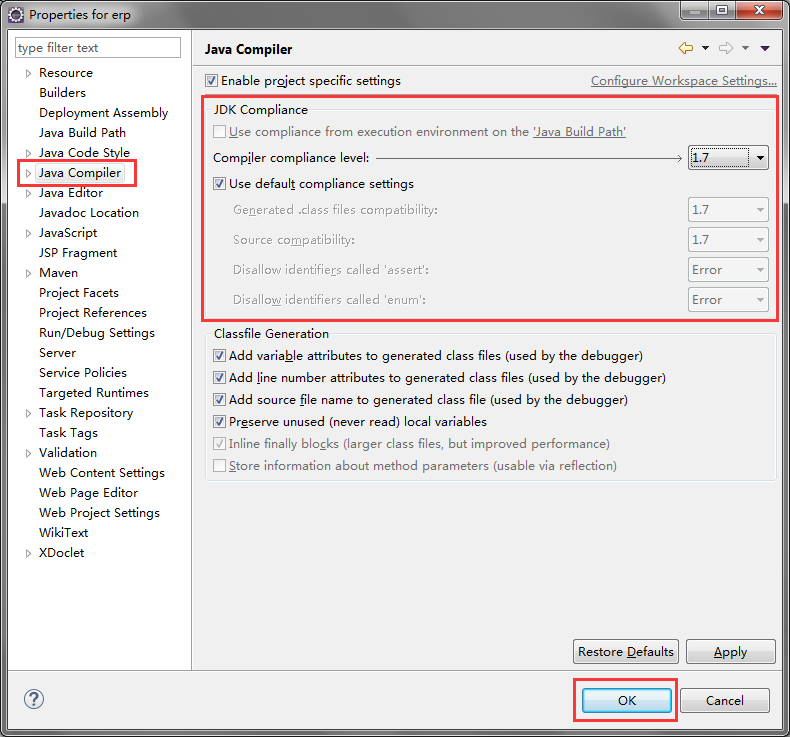 Properties for erp
type filter text
Resource
Builders
Deployment Assembly
Java Build Path
Java Code Style
Java Compiler
Java Editor
Javadoc Location
JavaScript
JSP Fragment
Maven
Project Facets
Project References
Run/Debug Settings
Server
Service Policies
Targeted Runtimes
Task Repository
Task Tags
Validation
Web Content Settings
Web Page Editor
Web Project Settings
WikiText
XDoclet
Java Compiler
Enable project specific settings
Configure Workspace Settings...
JDK Compliance
Use compliance from execution environment on the 'Java Build Path'
Compiler compliance level: 1.7
Use default compliance settings
Generated .class files compatibility: 1.7
Source compatibility: 1.7
Disallow identifiers called 'assert': Error
Disallow identifiers called 'enum': Error
Classfile Generation
Add variable attributes to generated class files (used by the debugger)
Add line number attributes to generated class files (used by the debugger)
Add source file name to generated class file (used by the debugger)
Preserve unused (never read) local variables
Inline finally blocks (larger class files, but improved performance)
Store information about method parameters (usable via reflection)
Restore Defaults
Apply
?
OK
Cancel